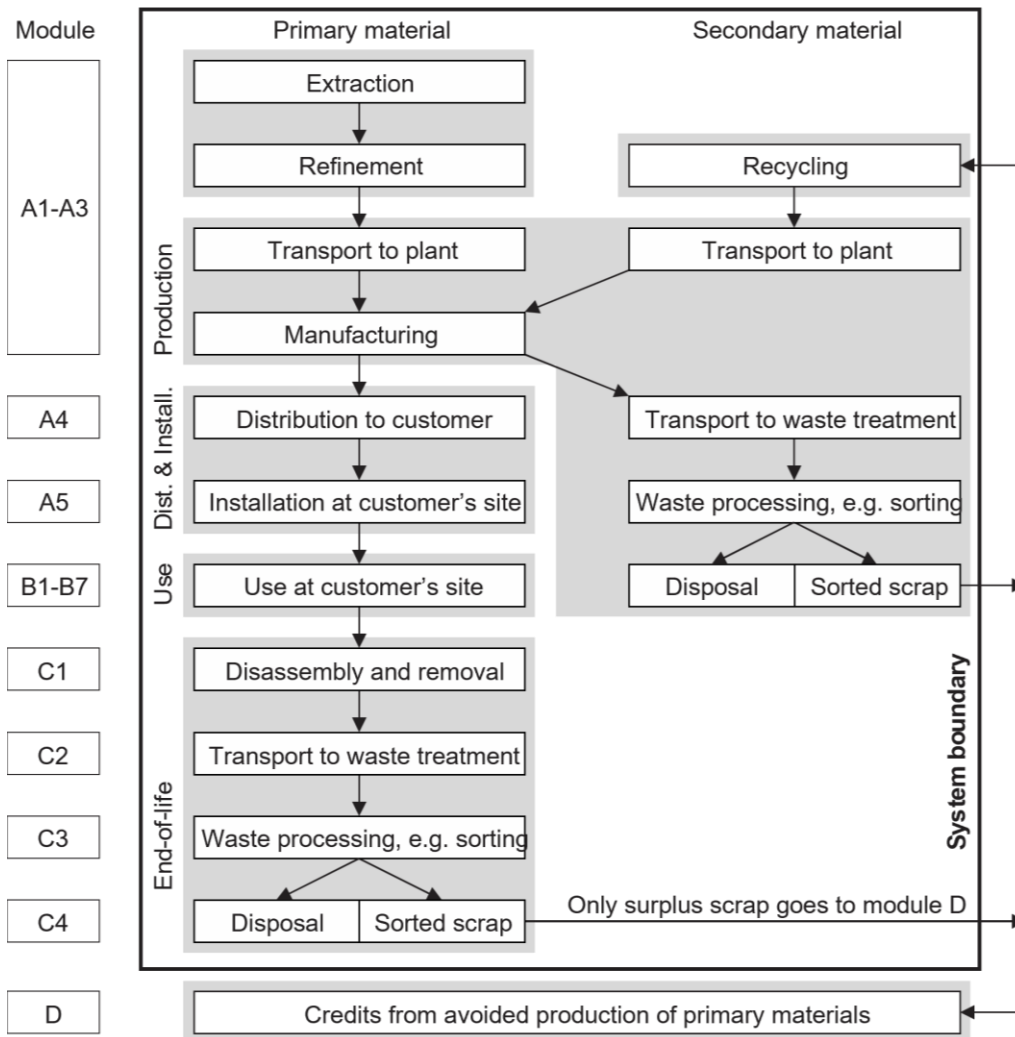 Module
Primary material
Secondary material
A1-A3
Production
Extraction
Refinement
Recycling
Transport to plant
Transport to plant
Manufacturing
A4
Dist. & Install.
Distribution to customer
Transport to waste treatment
A5
Installation at customer's site
Waste processing, e.g. sorting
B1-B7
Use
Use at customer's site
Disposal
Sorted scrap
C1
Disassembly and removal
System boundary
C2
Transport to waste treatment
End-of-life
C3
Waste processing, e.g. sorting
C4
Disposal
Sorted scrap
Only surplus scrap goes to module D
D
Credits from avoided production of primary materials